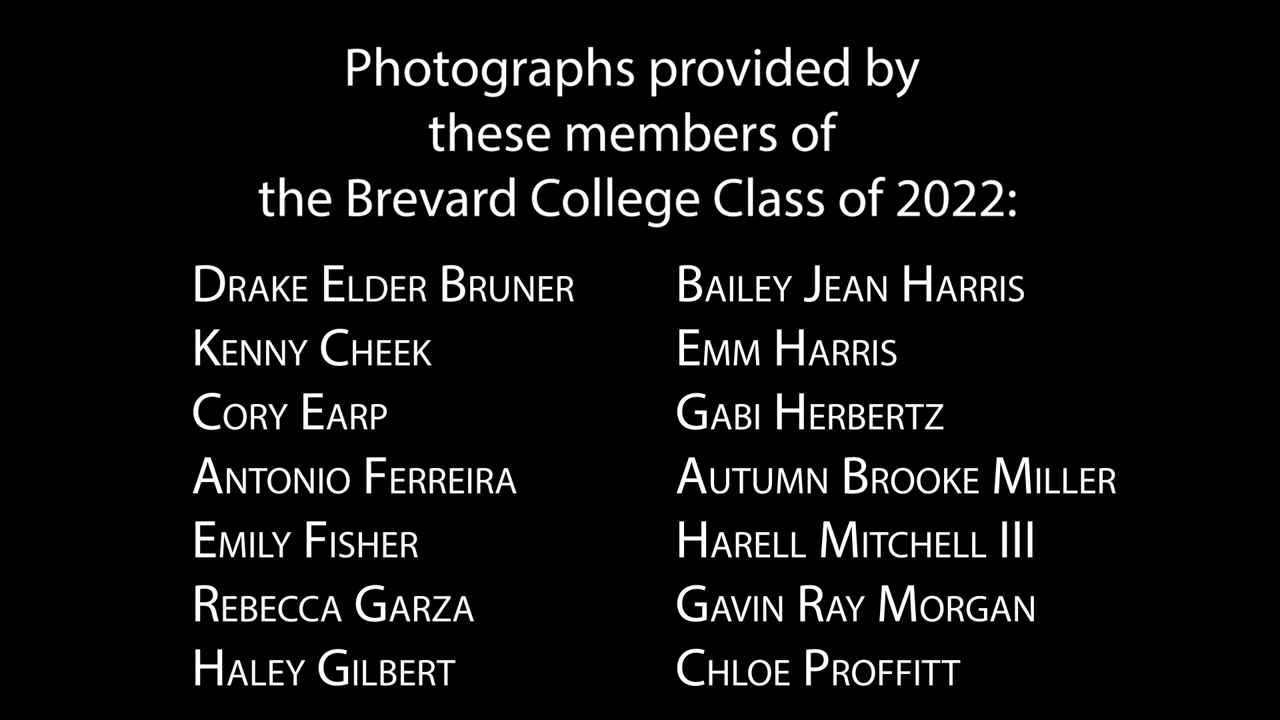 Photographs provided by
these members of
the Brevard College Class of 2022:
DRAKE ELDER BRUNER
KENNY CHEEK
CORY EARP
ANTONIO FERREIRA
EMILY FISHER
REBECCA GARZA
HALEY GILBERT
BAILEY JEAN HARRIS
EMM HARRIS
GABI HERBERTZ
AUTUMN BROOKE MILLER
HARELL MITCHELL III
GAVIN RAY MORGAN
CHLOE PROFFITT